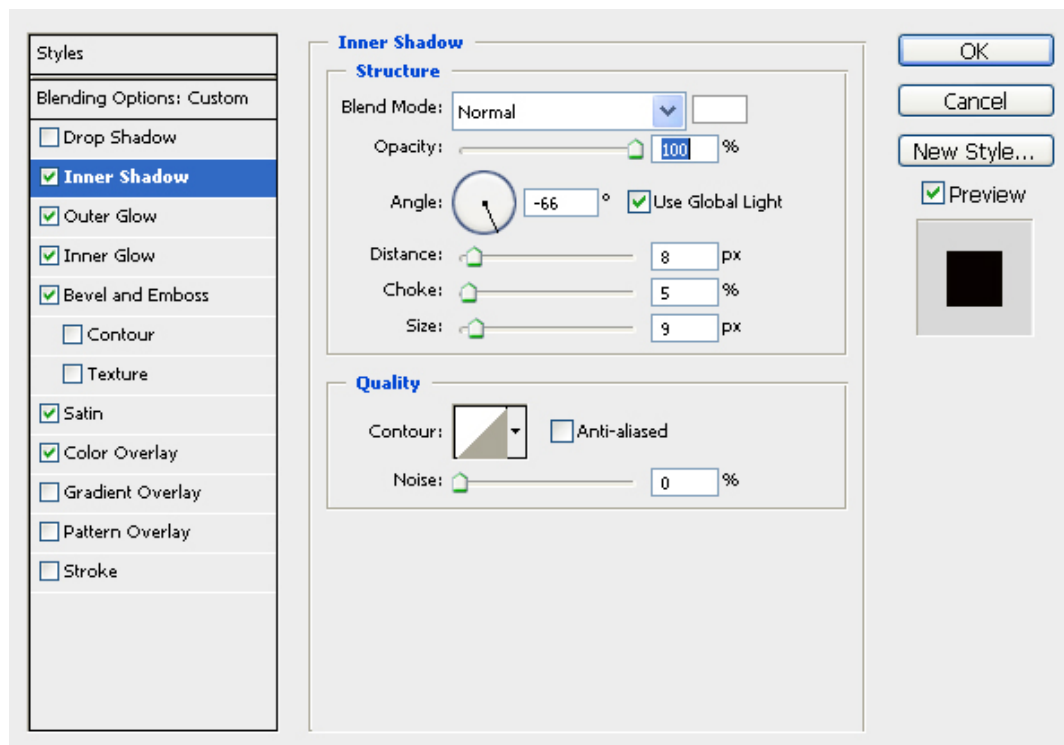 Styles
Blending Options: Custom
Drop Shadow
Inner Shadow
Outer Glow
Inner Glow
Bevel and Emboss
Contour
Texture
Satin
Color Overlay
Gradient Overlay
Pattern Overlay
Stroke
Inner Shadow
Structure
Blend Mode: Normal
Opacity: 100 %
Angle: -66 ° Use Global Light
Distance: 8 px
Choke: 5 %
Size: 9 px
Quality
Contour: Anti-aliased
Noise: 0 %
OK
Cancel
New Style...
Preview